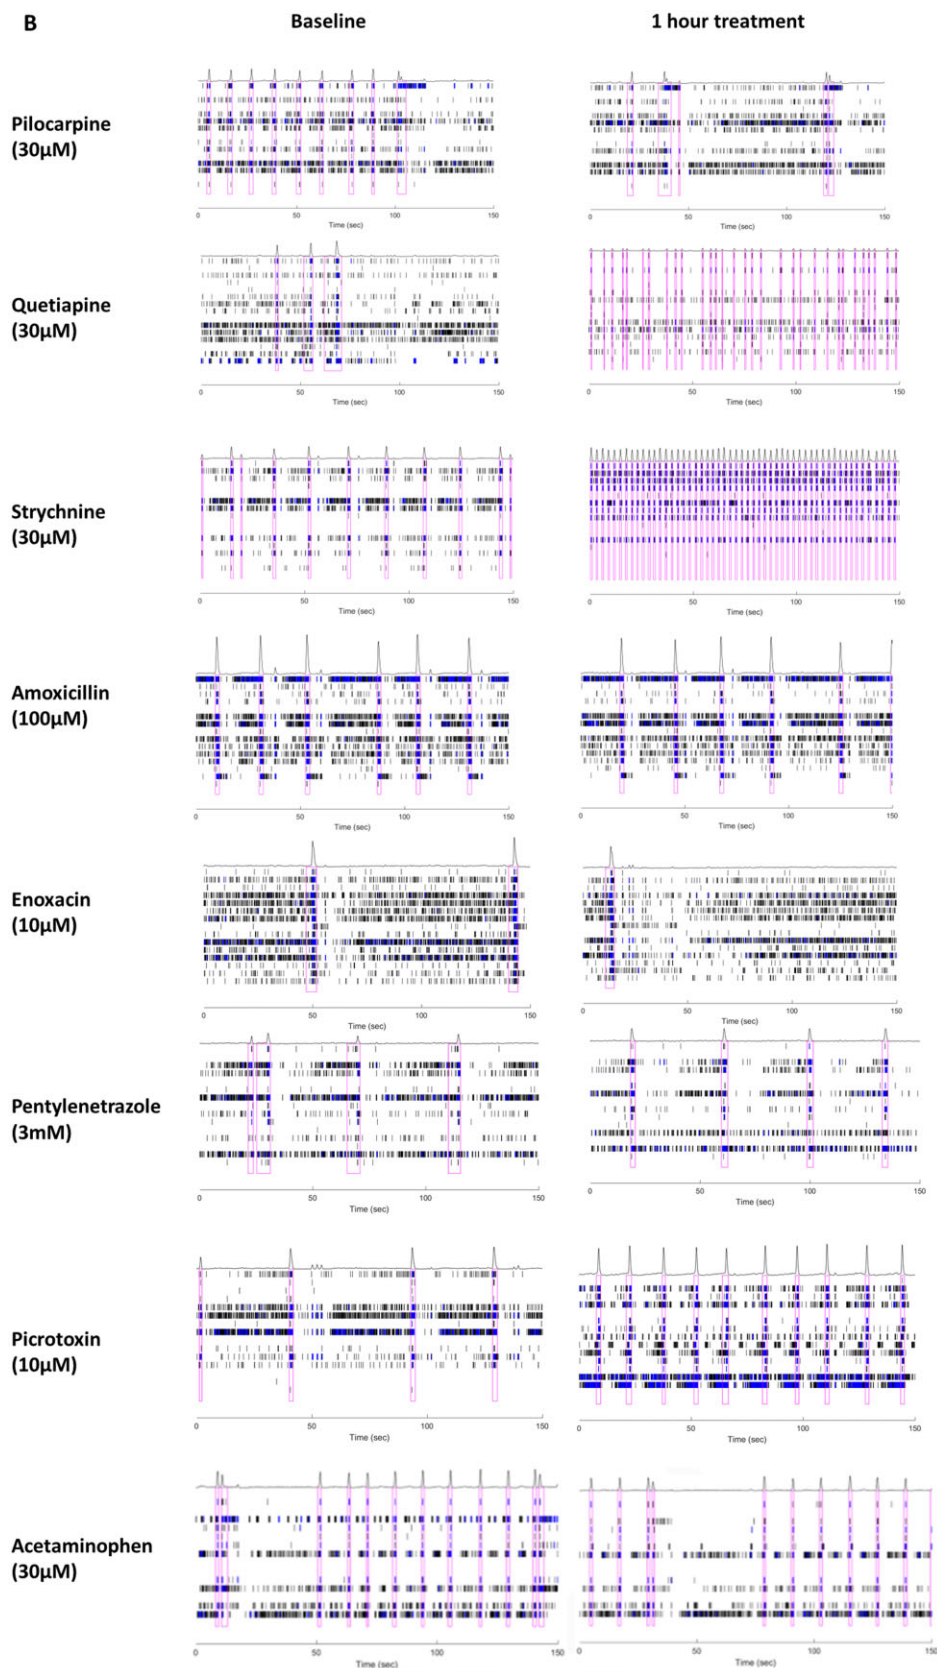 B
Baseline
1 hour treatment
Pilocarpine
(30µM)
0 50 100 150
Time (sec)
0 50 100 150
Time (sec)
Quetiapine
(30µM)
0 50 100 150
Time (sec)
0 50 100 150
Time (sec)
Strychnine
(30µM)
0 50 100 150
Time (sec)
0 50 100 150
Time (sec)
Amoxicillin
(100µM)
0 50 100 150
Time (sec)
0 50 100 150
Time (sec)
Enoxacin
(10µM)
0 50 100 150
Time (sec)
0 50 100 150
Time (sec)
Pentylenetrazole
(3mM)
0 50 100 150
Time (sec)
0 50 100 150
Time (sec)
Picrotoxin
(10µM)
0 50 100 150
Time (sec)
0 50 100 150
Time (sec)
Acetaminophen
(30µM)
0 50 100 150
Time (sec)
0 50 100 150
Time (sec)